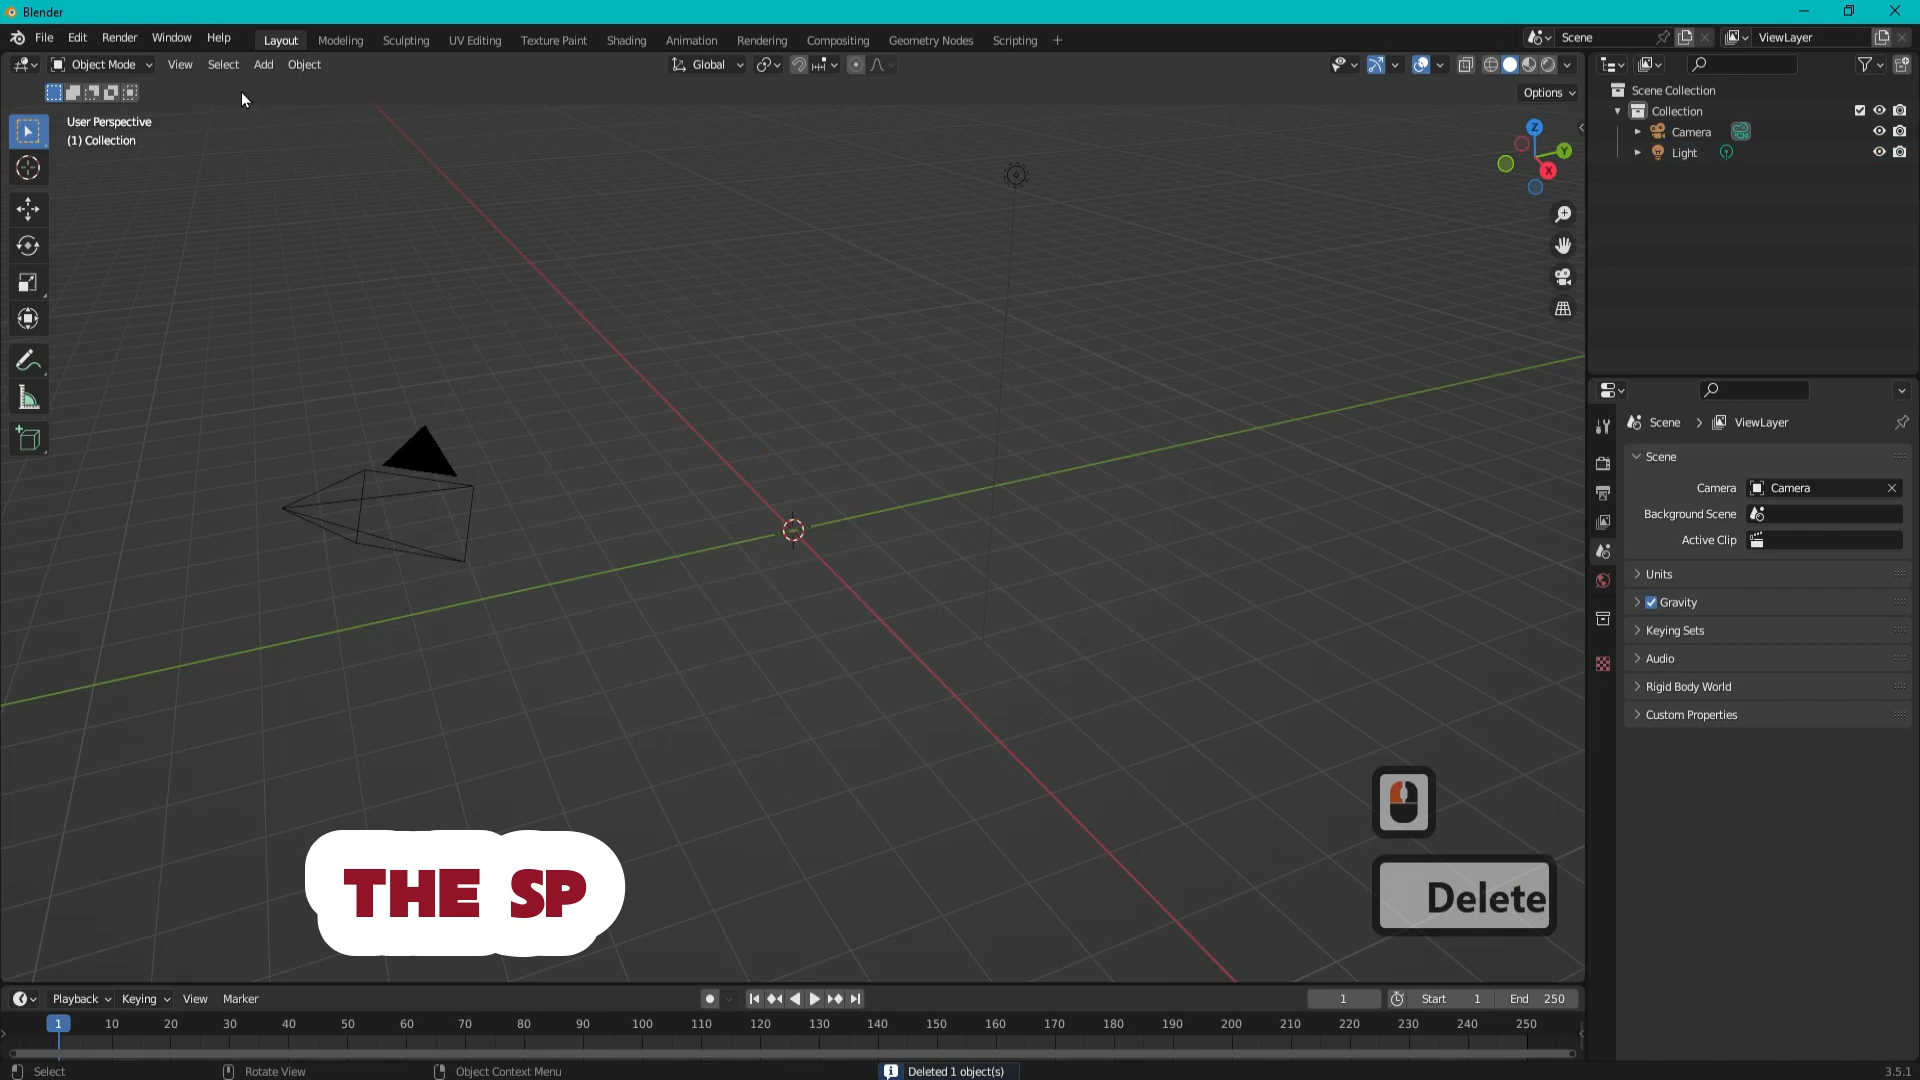 Blender
File Edit Render Window Help
Layout Modeling Sculpting UV Editing Texture Paint Shading Animation Rendering Compositing Geometry Nodes Scripting +
Scene
ViewLayer
Object Mode View Select Add Object
Global
Options
User Perspective
(1) Collection
Z
Y
X
Scene Collection
Collection
Camera
Light
Scene > ViewLayer
Scene
Camera Camera
Background Scene
Active Clip
Units
Gravity
Keying Sets
Audio
Rigid Body World
Custom Properties
THE SP
Delete
Playback Keying View Marker
1
Start 1
End 250
1 10 20 30 40 50 60 70 80 90 100 110 120 130 140 150 160 170 180 190 200 210 220 230 240 250
Select
Rotate View
Object Context Menu
Deleted 1 object(s)
3.5.1